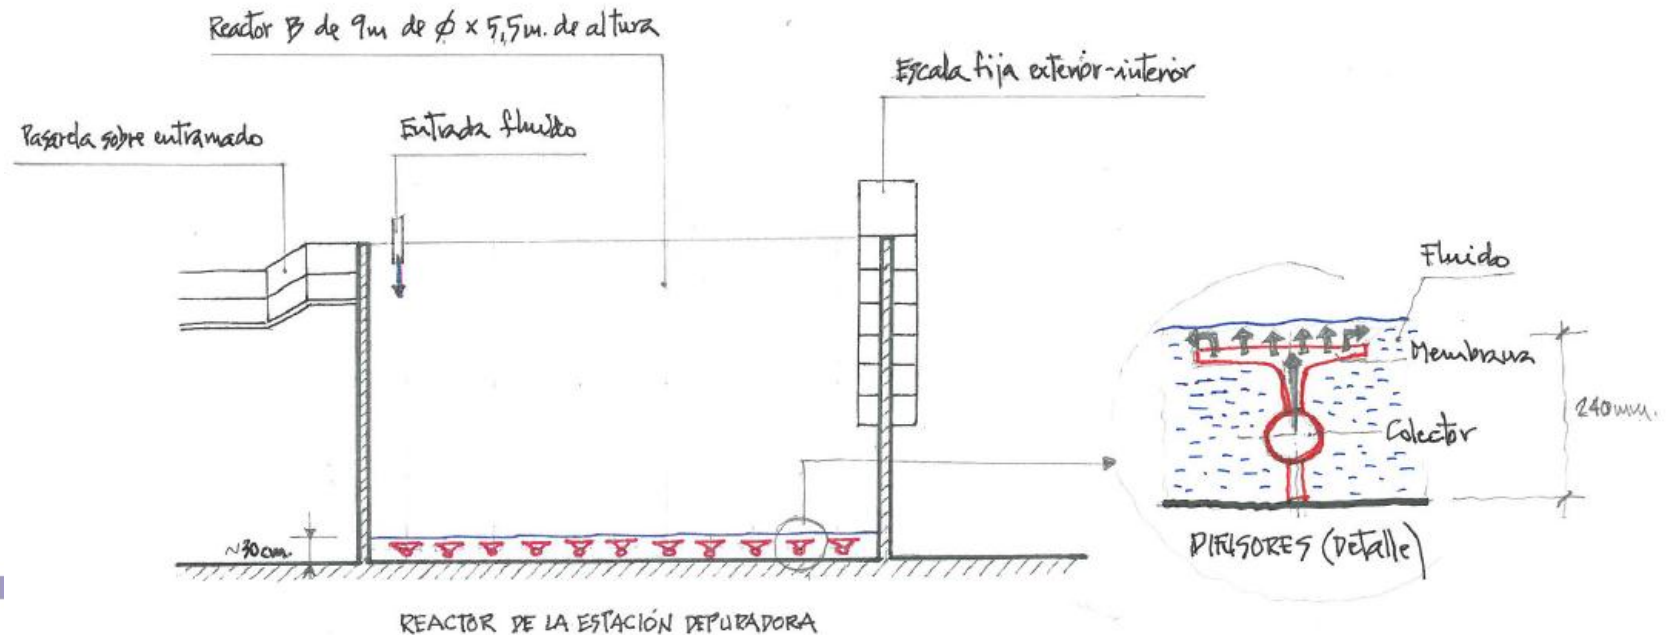 Reactor B de 9m de ϕ x 5,5m. de altura
Escala fija exterior-interior
Pasarela sobre entramado
Entrada fluido
Fluido
Membrana
240mm.
Colector
~30cm.
DIFUSORES (Detalle)
REACTOR DE LA ESTACIÓN DEPURADORA